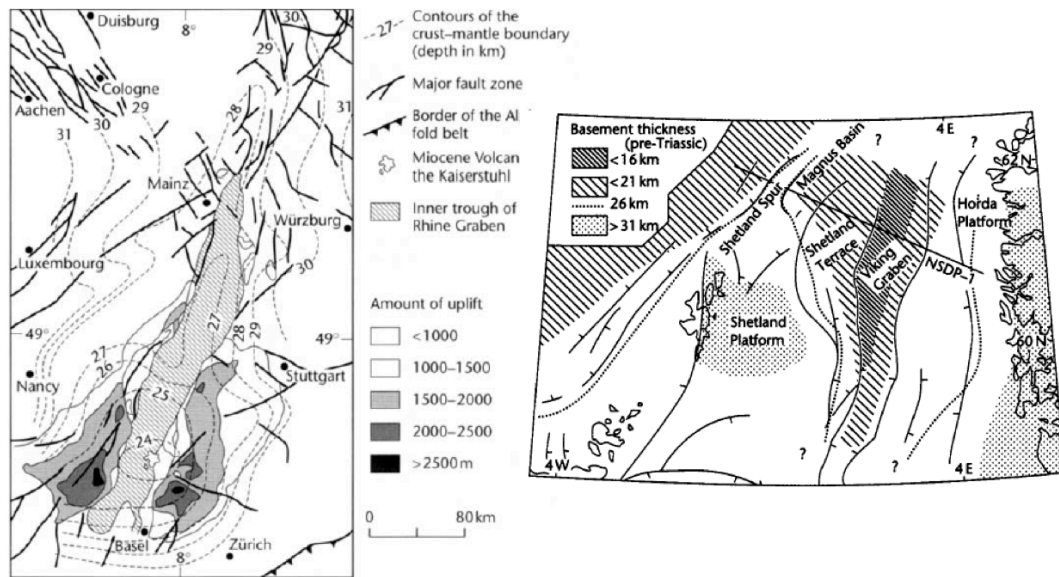 Duisburg
8°
30
30
29
Cologne
Aachen
29
30
31
28
31
Mainz
Würzburg
Luxembourg
30
49°
27
28
29
49°
27
26
Nancy
25
Stuttgart
24
Basel
8°
Zürich
27
Contours of the
crust–mantle boundary
(depth in km)
Major fault zone
Border of the Al
fold belt
Miocene Volcan
the Kaiserstuhl
Inner trough of
Rhine Graben
Amount of uplift
<1000
1000–1500
1500–2000
2000–2500
>2500 m
0 80 km
Basement thickness
(pre-Triassic)
<16 km
<21 km
26 km
>31 km
Magnus Basin
Shetland Spur
?
?
4 E
62 N
Horda
Platform
Shetland
Terrace
Viking
Graben
NSDP-1
Shetland
Platform
60 N
4 W
?
?
4 E